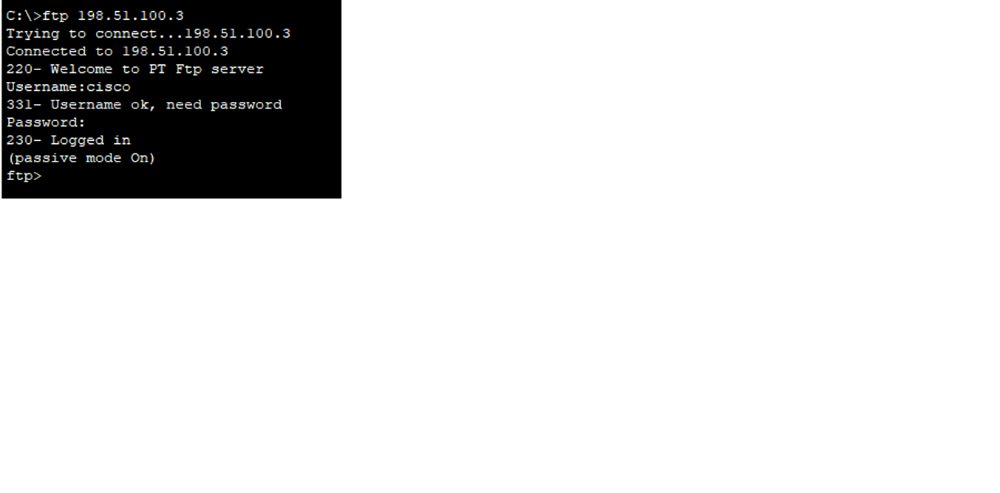 C:\>ftp 198.51.100.3
Trying to connect...198.51.100.3
Connected to 198.51.100.3
220- Welcome to PT Ftp server
Username:cisco
331- Username ok, need password
Password:
230- Logged in
(passive mode On)
ftp>